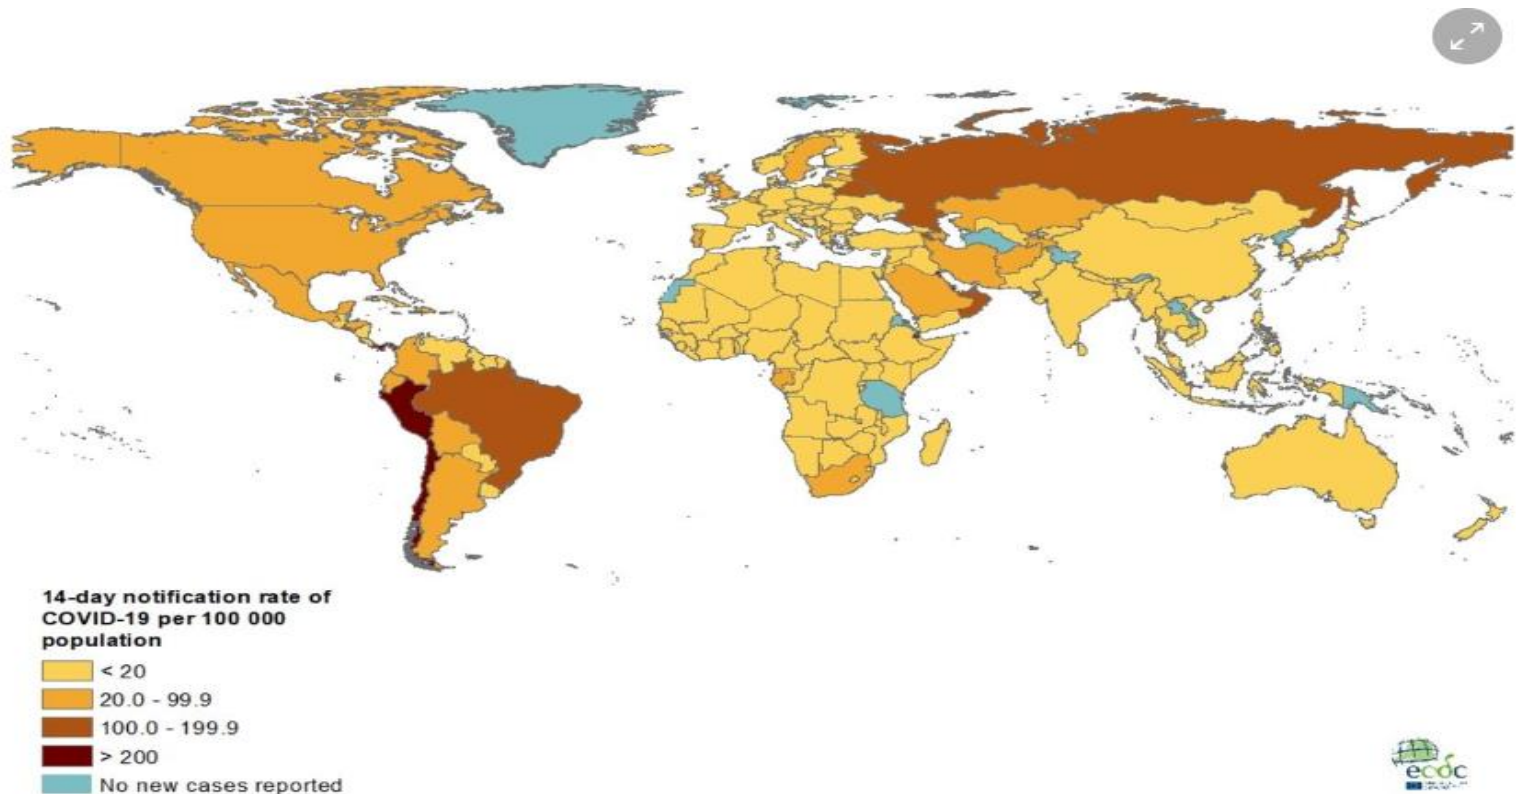 14-day notification rate of
COVID-19 per 100 000
population
< 20
20.0 - 99.9
100.0 - 199.9
> 200
No new cases reported
ecdc